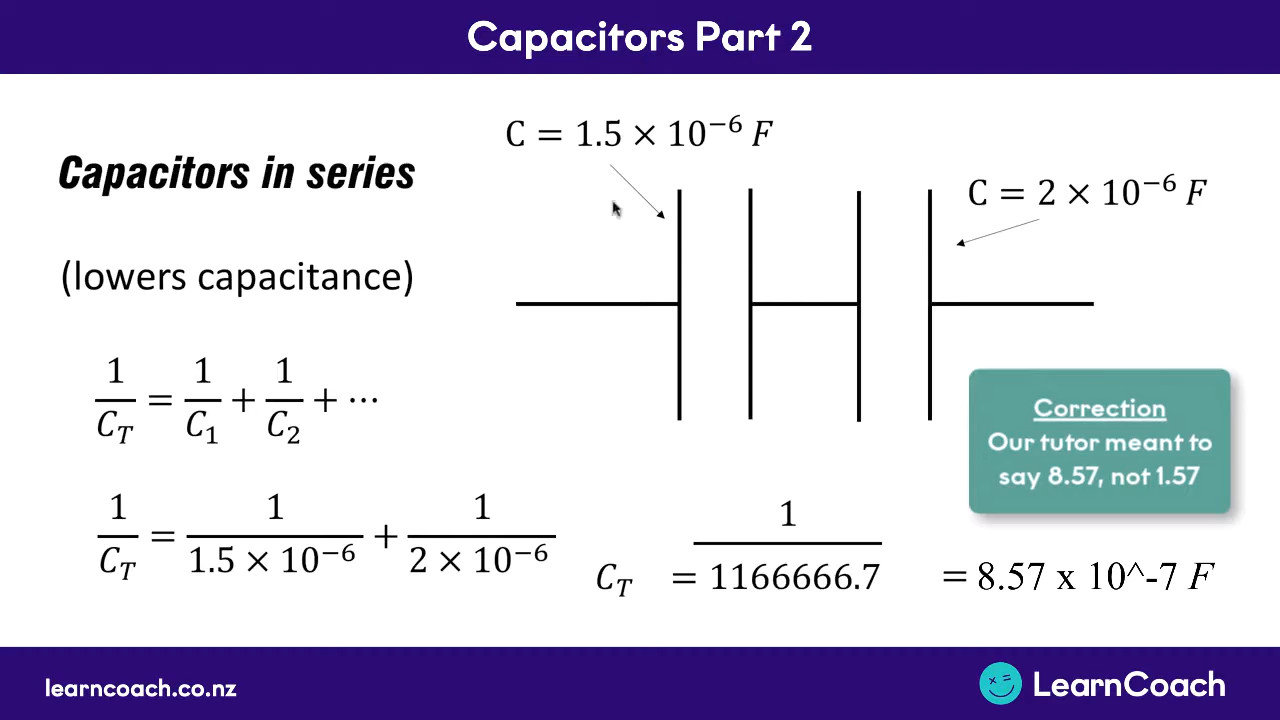 Capacitors Part 2
C = 1.5 × 10⁻⁶ F
Capacitors in series
C = 2 × 10⁻⁶ F
(lowers capacitance)
1/C_T = 1/C₁ + 1/C₂ + ⋯
Correction
Our tutor meant to
say 8.57, not 1.57
1/C_T = 1/1.5 × 10⁻⁶ + 1/2 × 10⁻⁶
C_T = 1/1166666.7 = 8.57 x 10^-7 F
learncoach.co.nz
LearnCoach